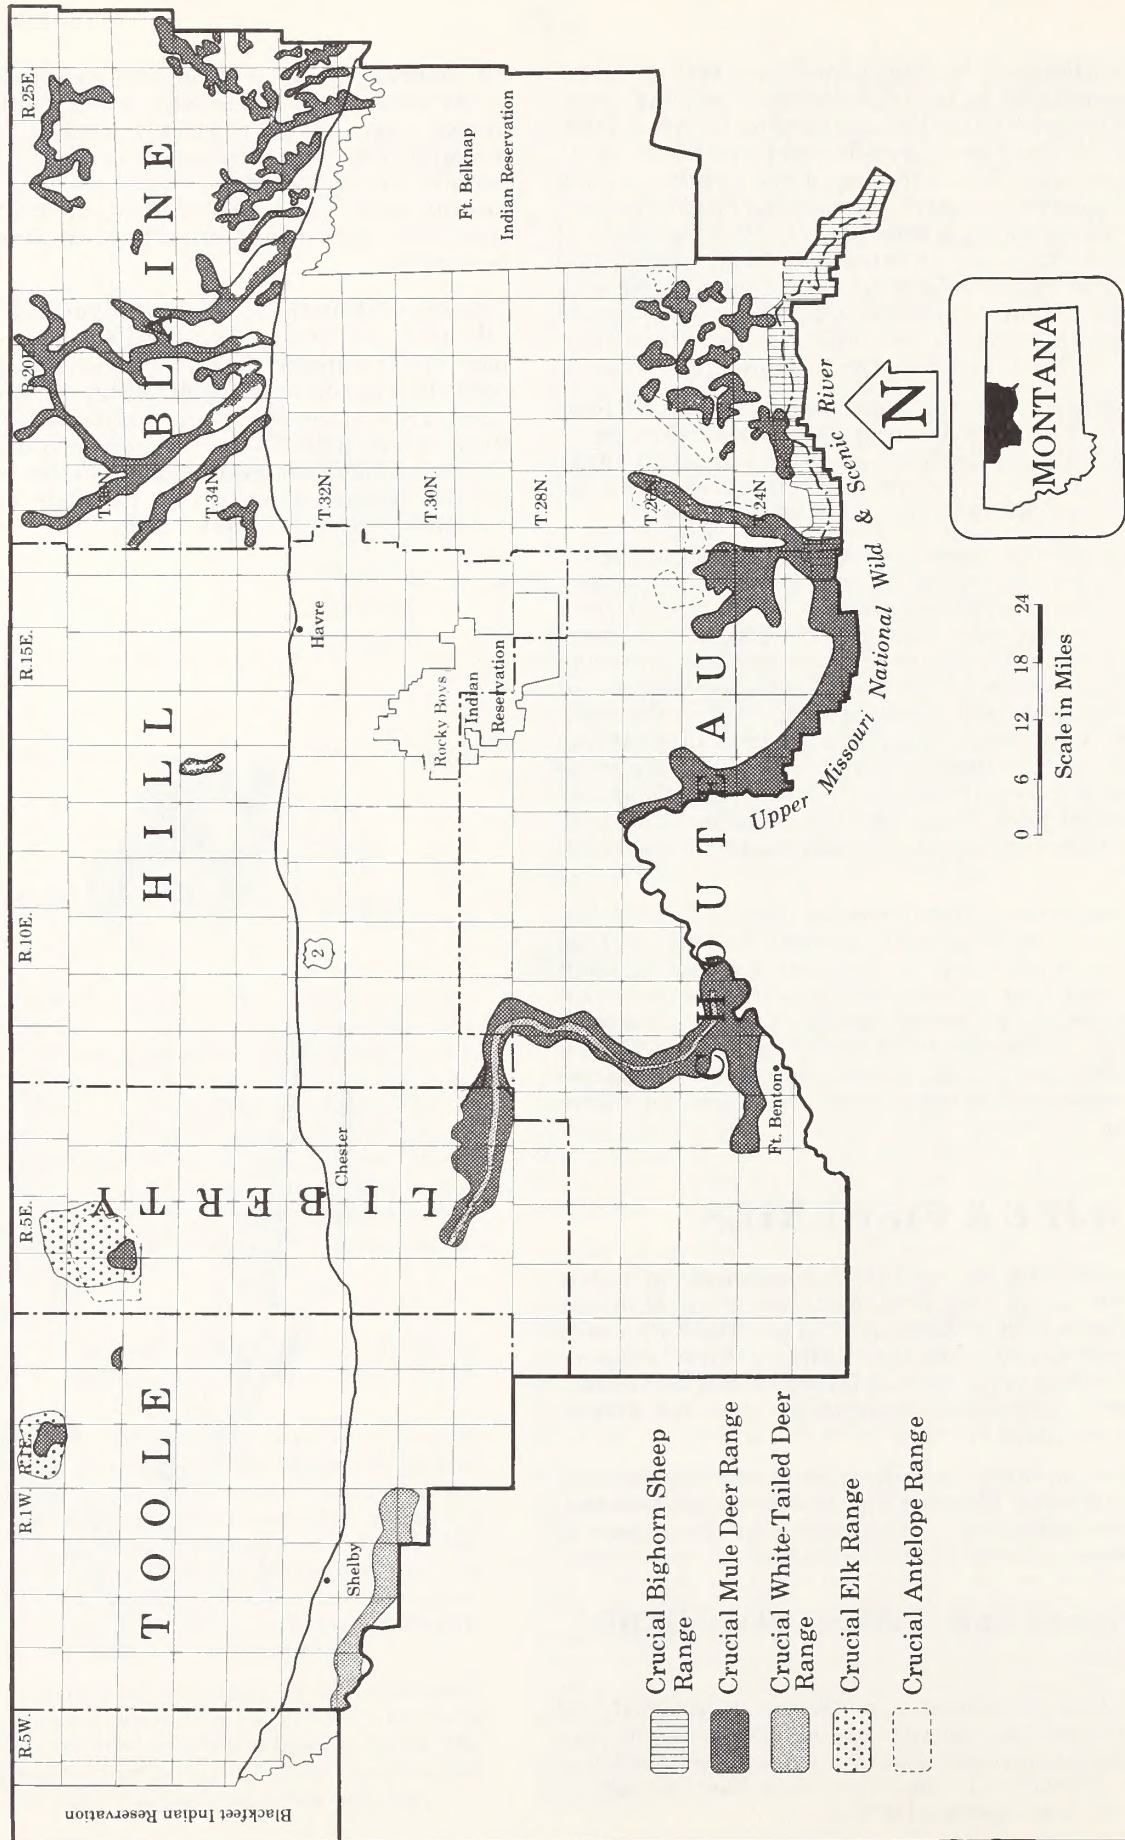 R.5W.
R.1W.
R.1E.
R.5E.
R.10E.
R.15E.
R.20E.
R.25E.
Blackfeet Indian Reservation
TOOLE
LIBERTY
HILL
BLAINE
CHOUTEAU
T.34N.
T.32N.
T.30N.
T.28N.
T.26N.
T.24N.
Shelby
Chester
2
Havre
Ft. Benton
Rocky Boys
Indian
Reservation
Ft. Belknap
Indian Reservation
Upper Missouri National Wild & Scenic River
Crucial Bighorn Sheep
Range
Crucial Mule Deer Range
Crucial White-Tailed Deer
Range
Crucial Elk Range
Crucial Antelope Range
0 6 12 18 24
Scale in Miles
N
MONTANA